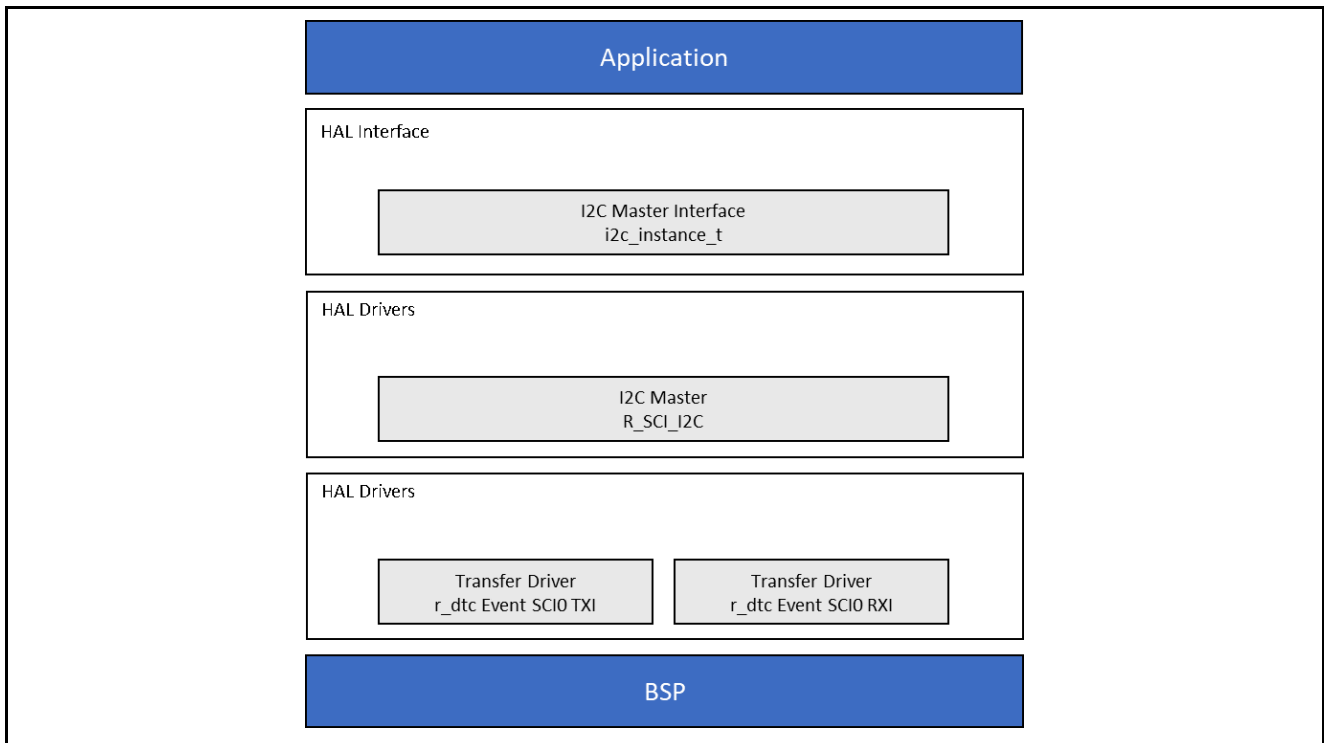 Application
HAL Interface
I2C Master Interface
i2c_instance_t
HAL Drivers
I2C Master
R_SCI_I2C
HAL Drivers
Transfer Driver
r_dtc Event SCI0 TXI
Transfer Driver
r_dtc Event SCI0 RXI
BSP